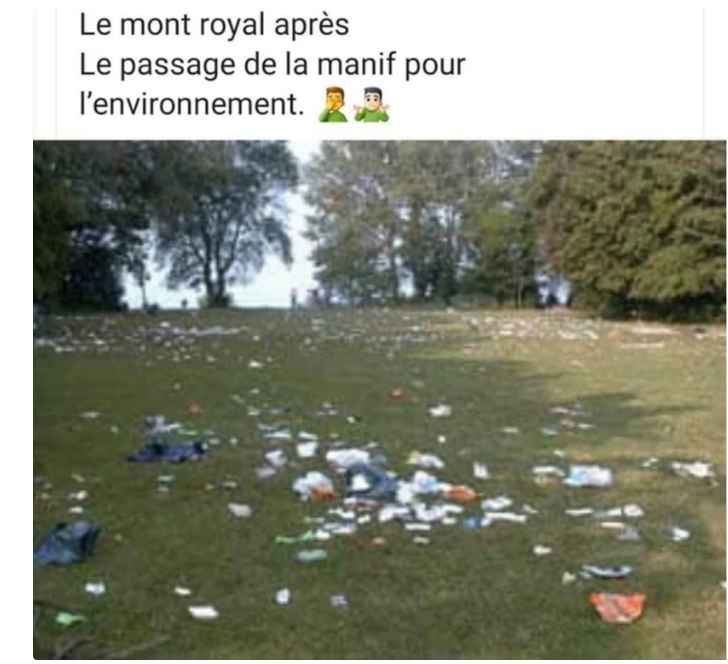 Le mont royal après
Le passage de la manif pour
l'environnement. 🤦‍♂️🤷🏻‍♂️